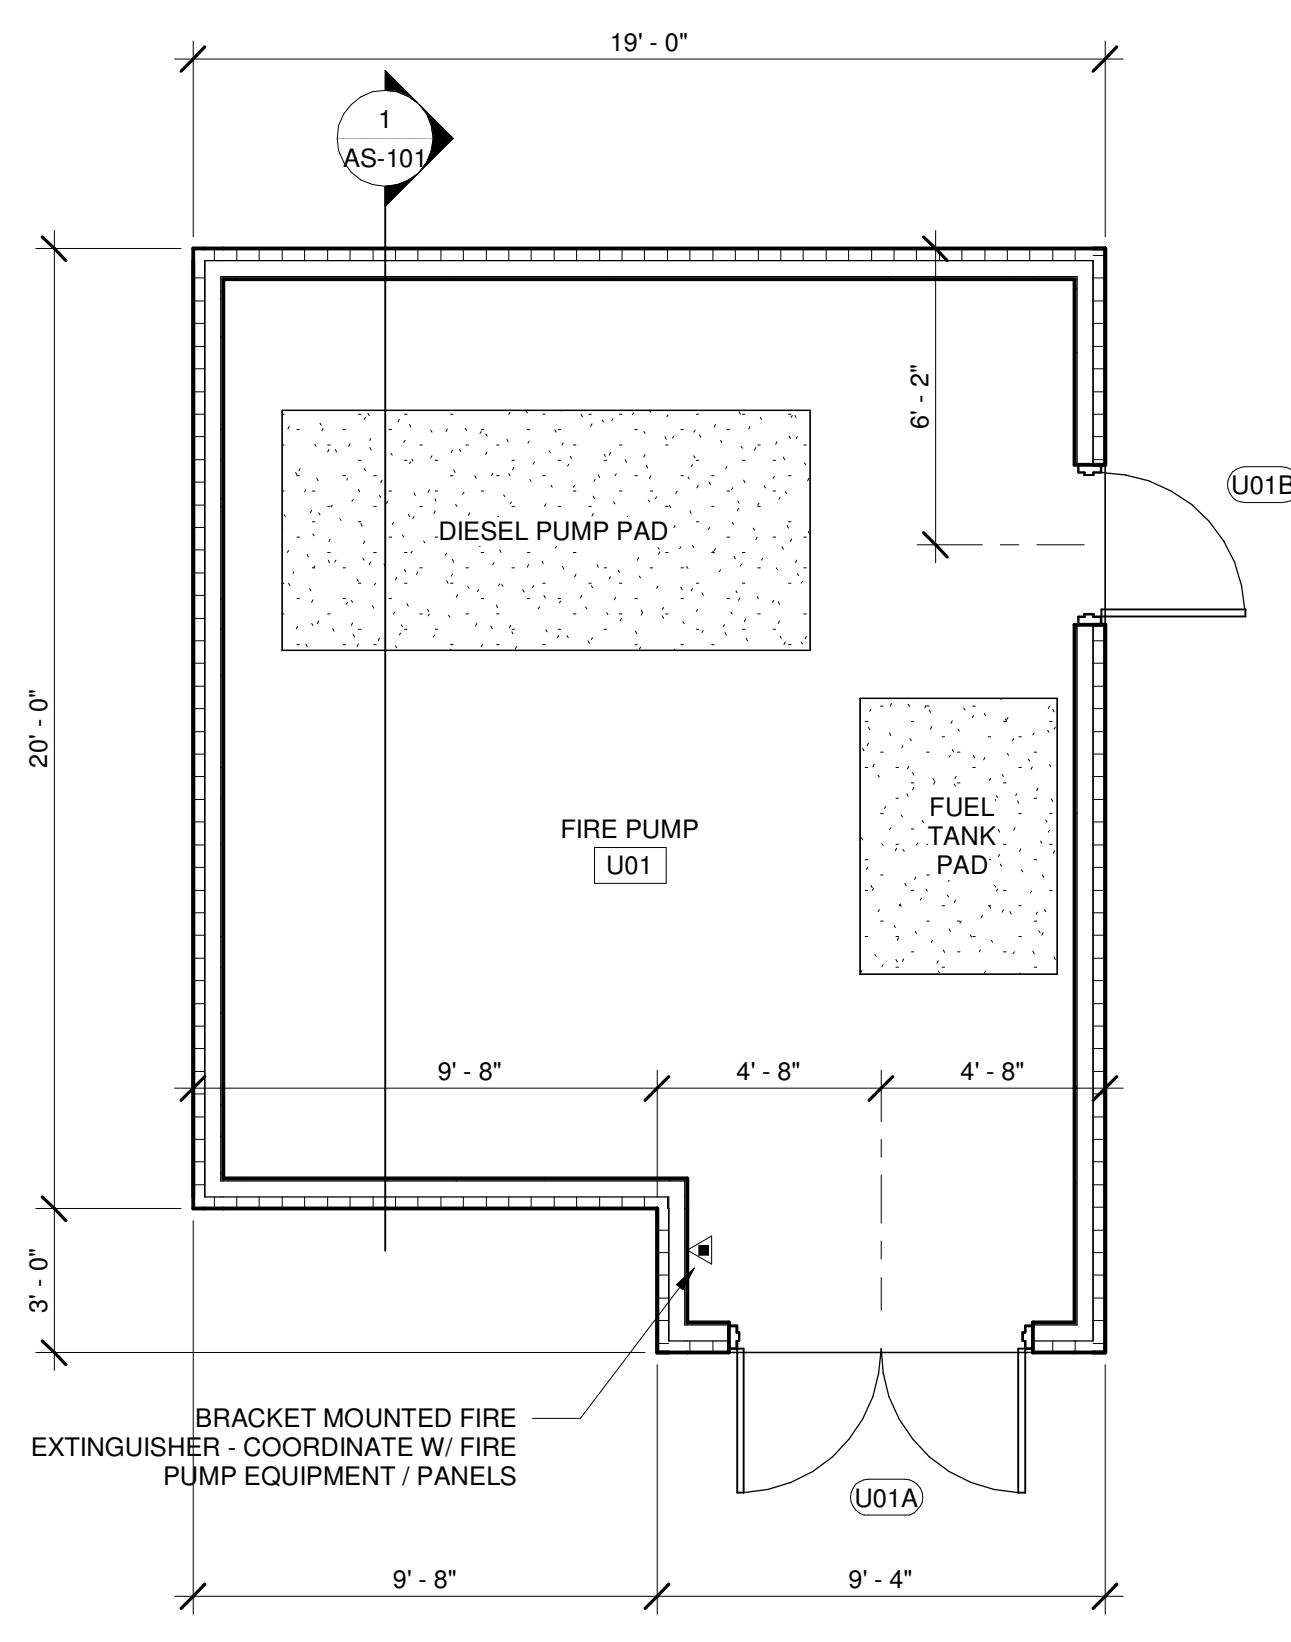 19' - 0"
1
AS-101
6' - 2"
U01B
DIESEL PUMP PAD
20' - 0"
FUEL
TANK
PAD
FIRE PUMP
U01
9' - 8"
4' - 8"
4' - 8"
3' - 0"
BRACKET MOUNTED FIRE
EXTINGUISHER - COORDINATE W/ FIRE
PUMP EQUIPMENT / PANELS
U01A
9' - 8"
9' - 4"